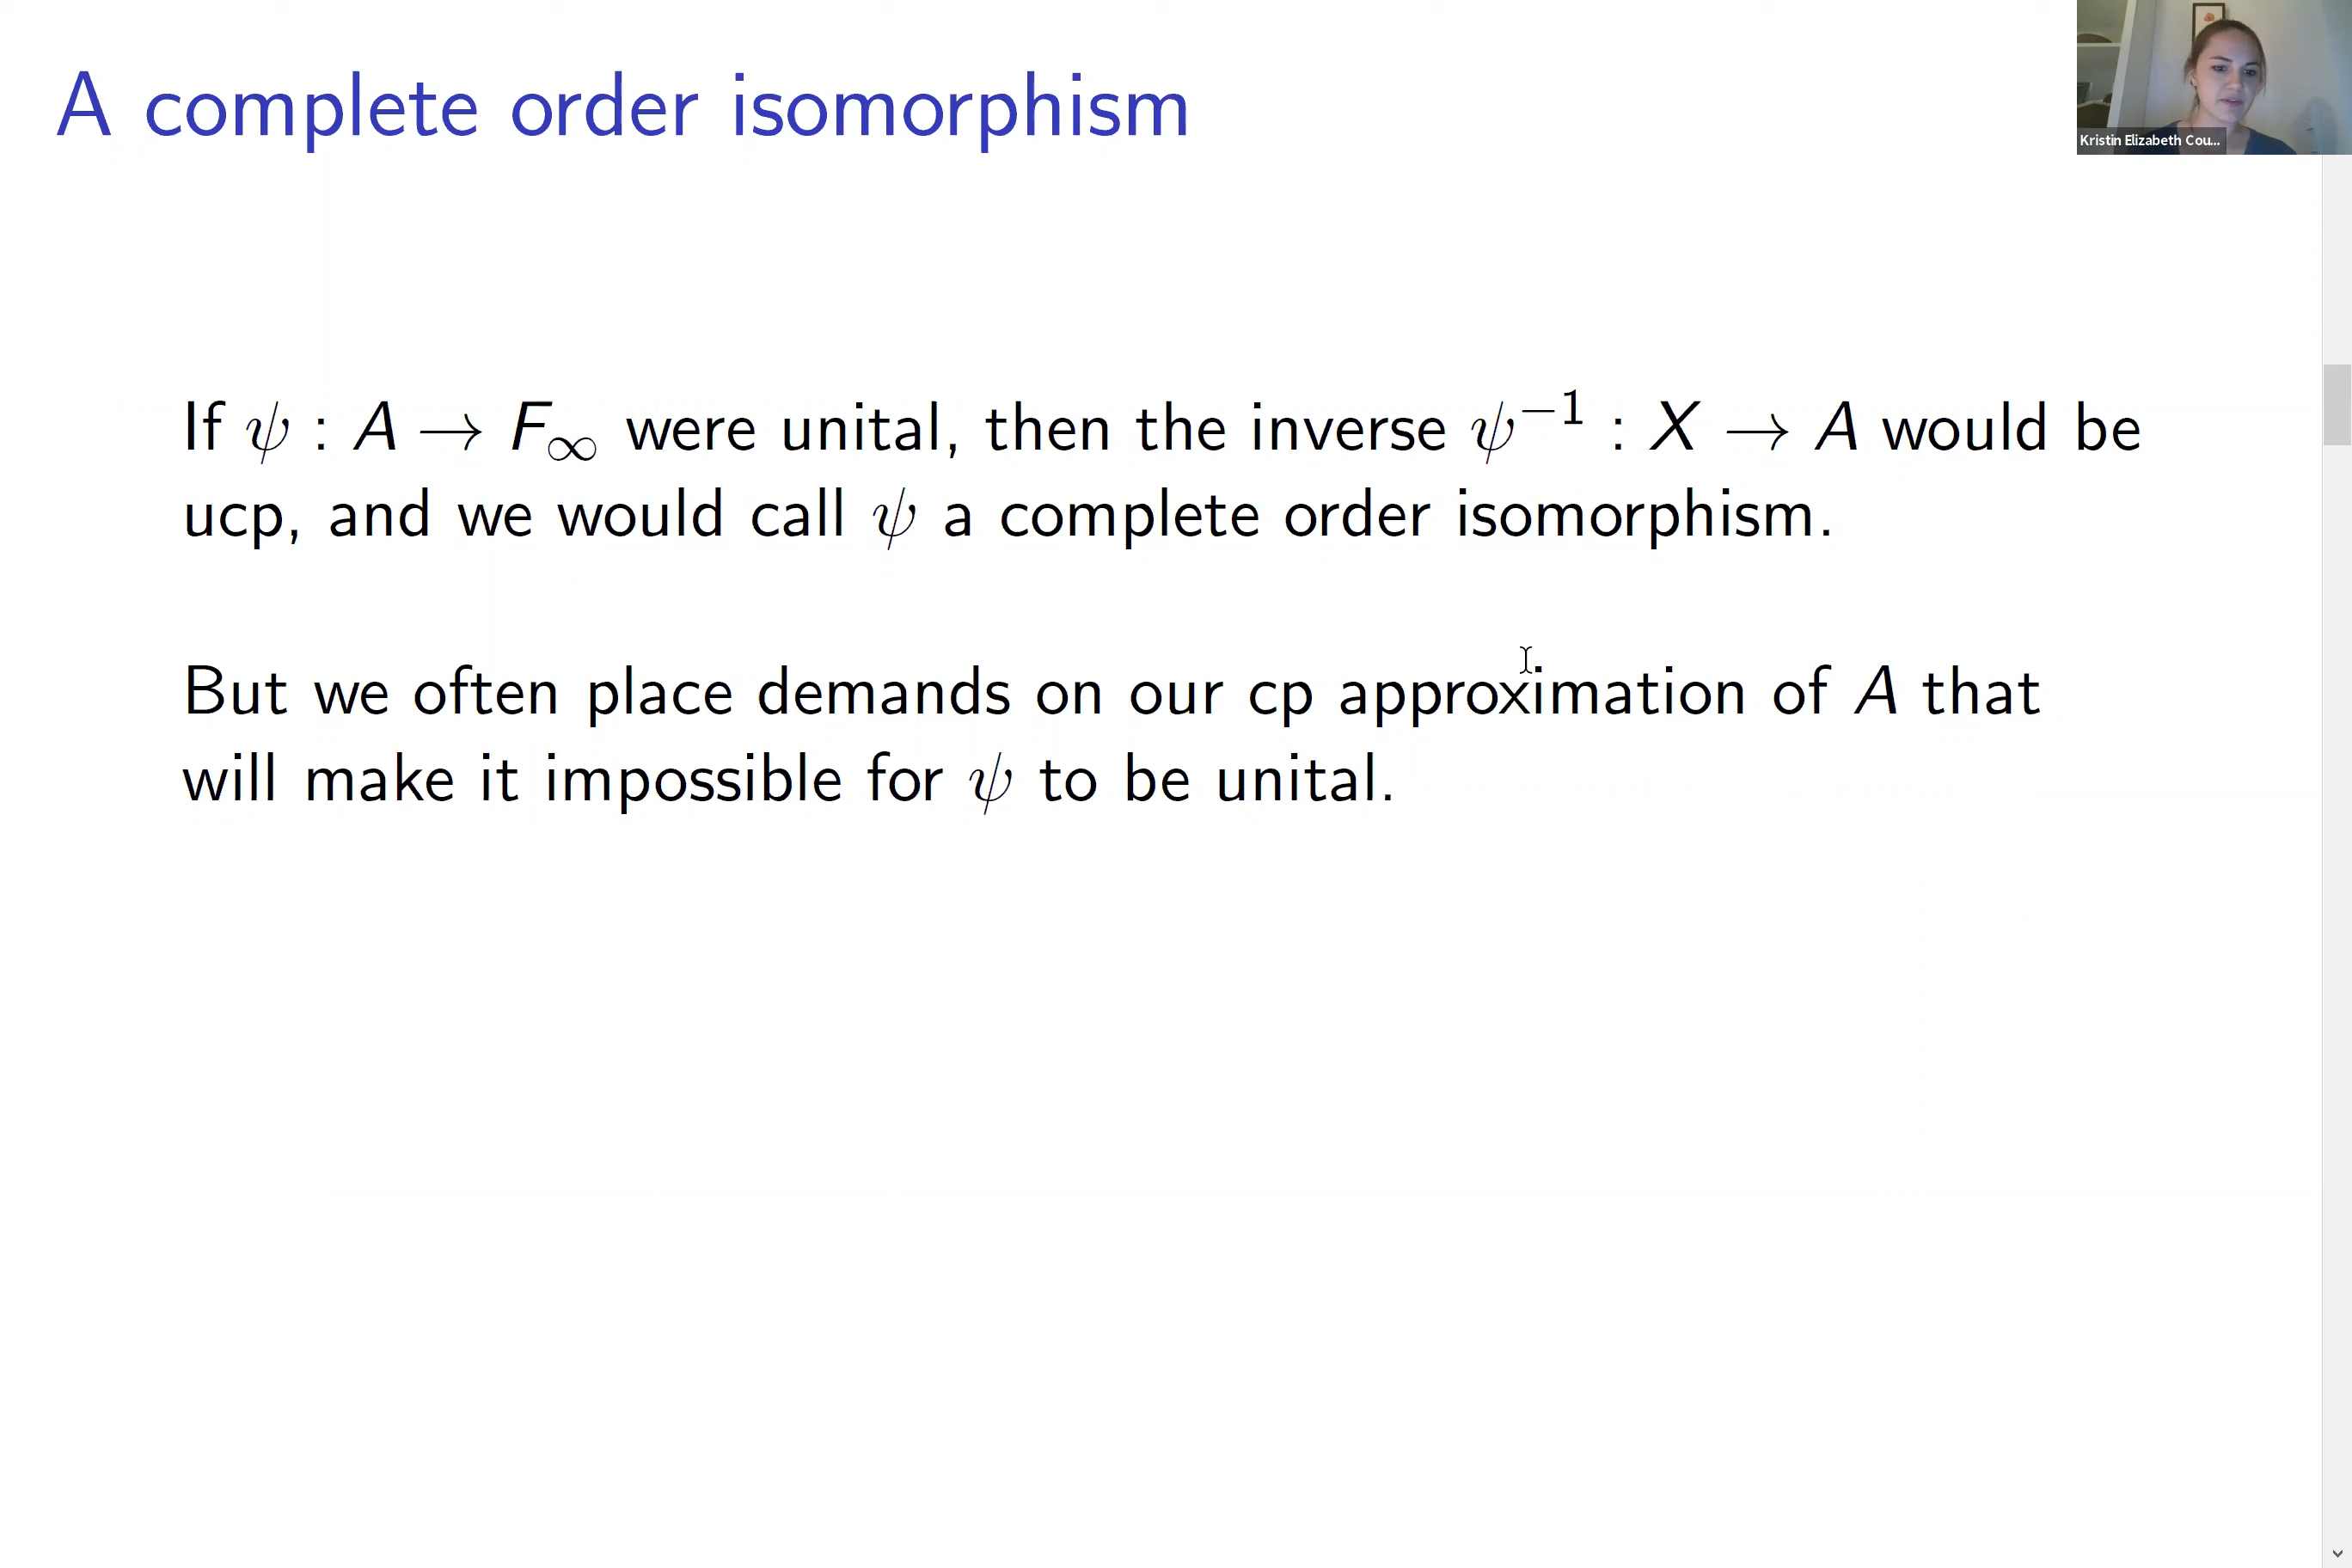 A complete order isomorphism
Kristin Elizabeth Cou...
If ψ : A → F∞ were unital, then the inverse ψ⁻¹ : X → A would be
ucp, and we would call ψ a complete order isomorphism.
But we often place demands on our cp approximation of A that
will make it impossible for ψ to be unital.